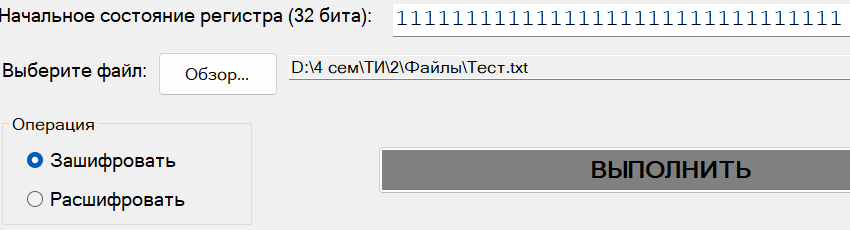 Начальное состояние регистра (32 бита): 11111111111111111111111111111111
Выберите файл: Обзор... D:\4 сем\ТИ\2\Файлы\Тест.txt
Операция
Зашифровать
ВЫПОЛНИТЬ
Расшифровать